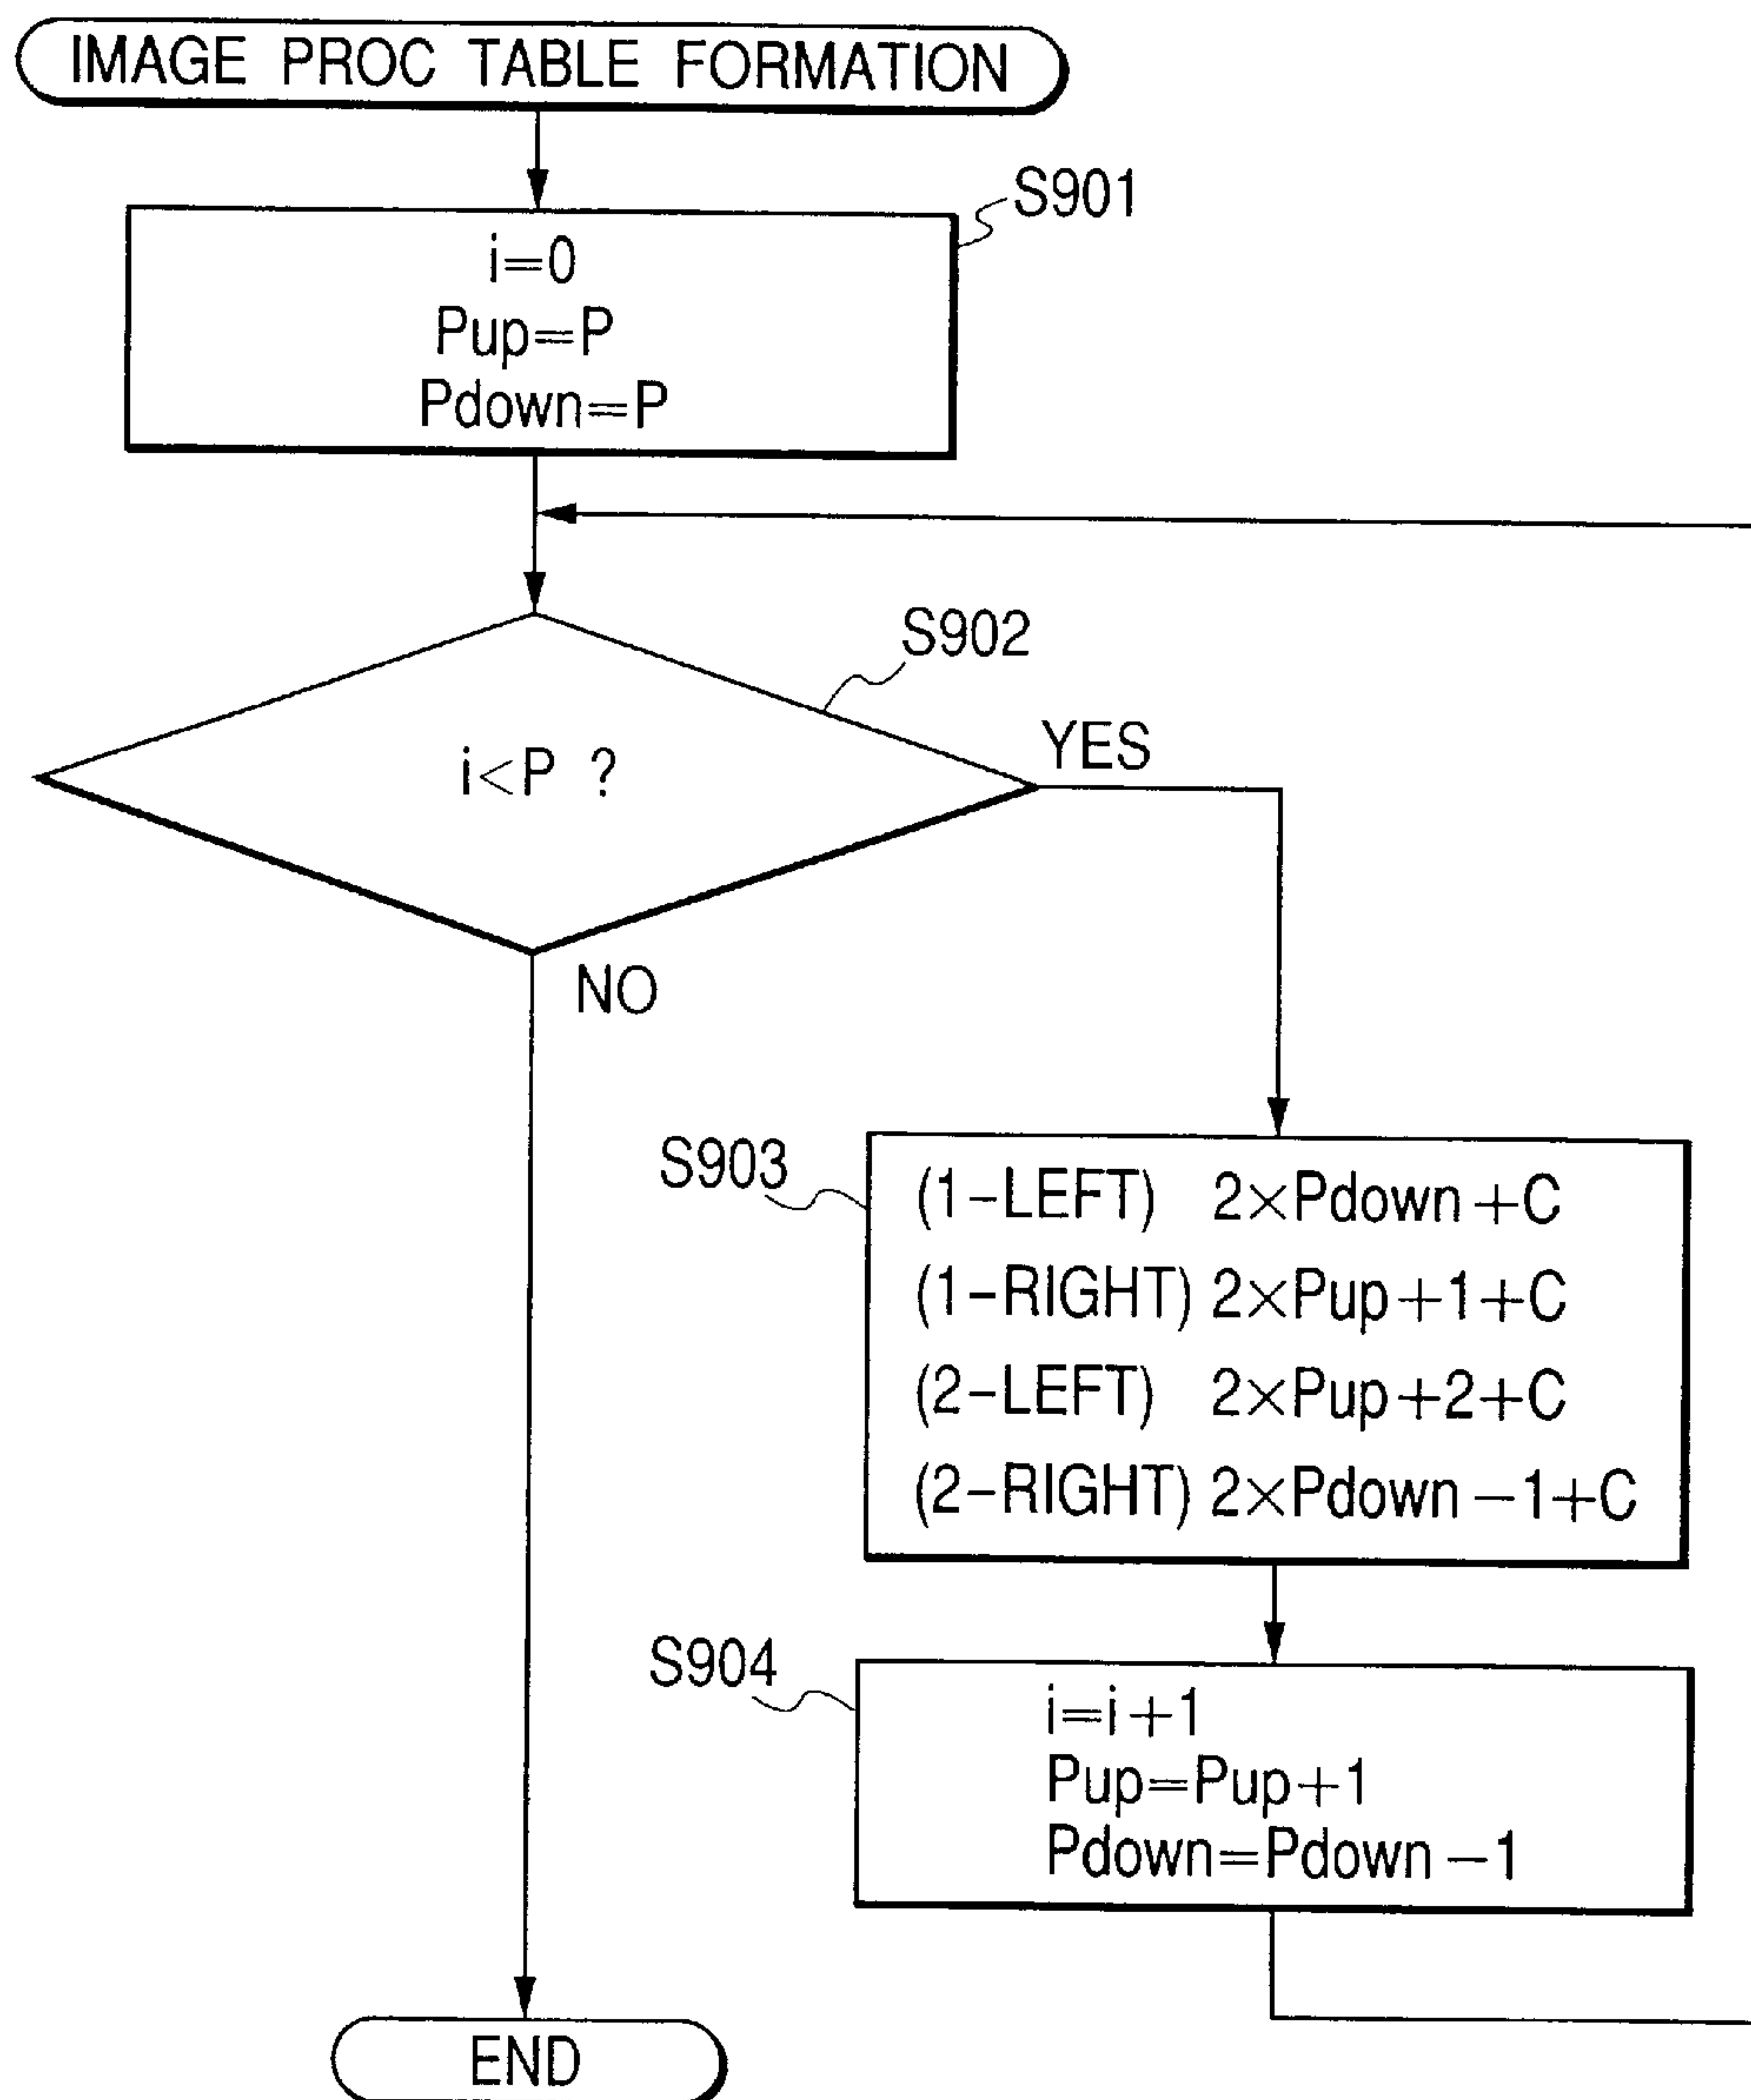 IMAGE PROC TABLE FORMATION
S901
i=0
Pup=P
Pdown=P
S902
i<P ?
YES
NO
S903
(1-LEFT) 2×Pdown+C
(1-RIGHT) 2×Pup+1+C
(2-LEFT) 2×Pup+2+C
(2-RIGHT) 2×Pdown-1+C
S904
i=i+1
Pup=Pup+1
Pdown=Pdown-1
END